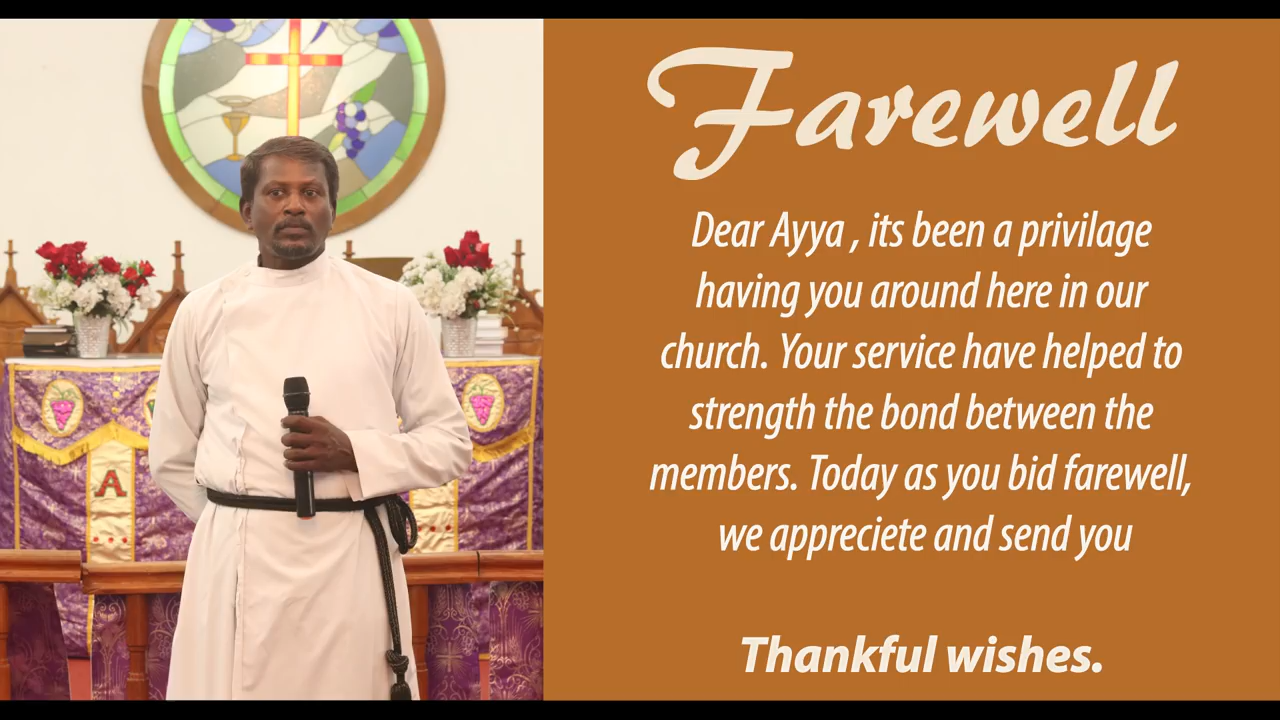 Farewell
Dear Ayya , its been a privilage
having you around here in our
church. Your service have helped to
strength the bond between the
members. Today as you bid farewell,
we appreciete and send you
Thankful wishes.
A